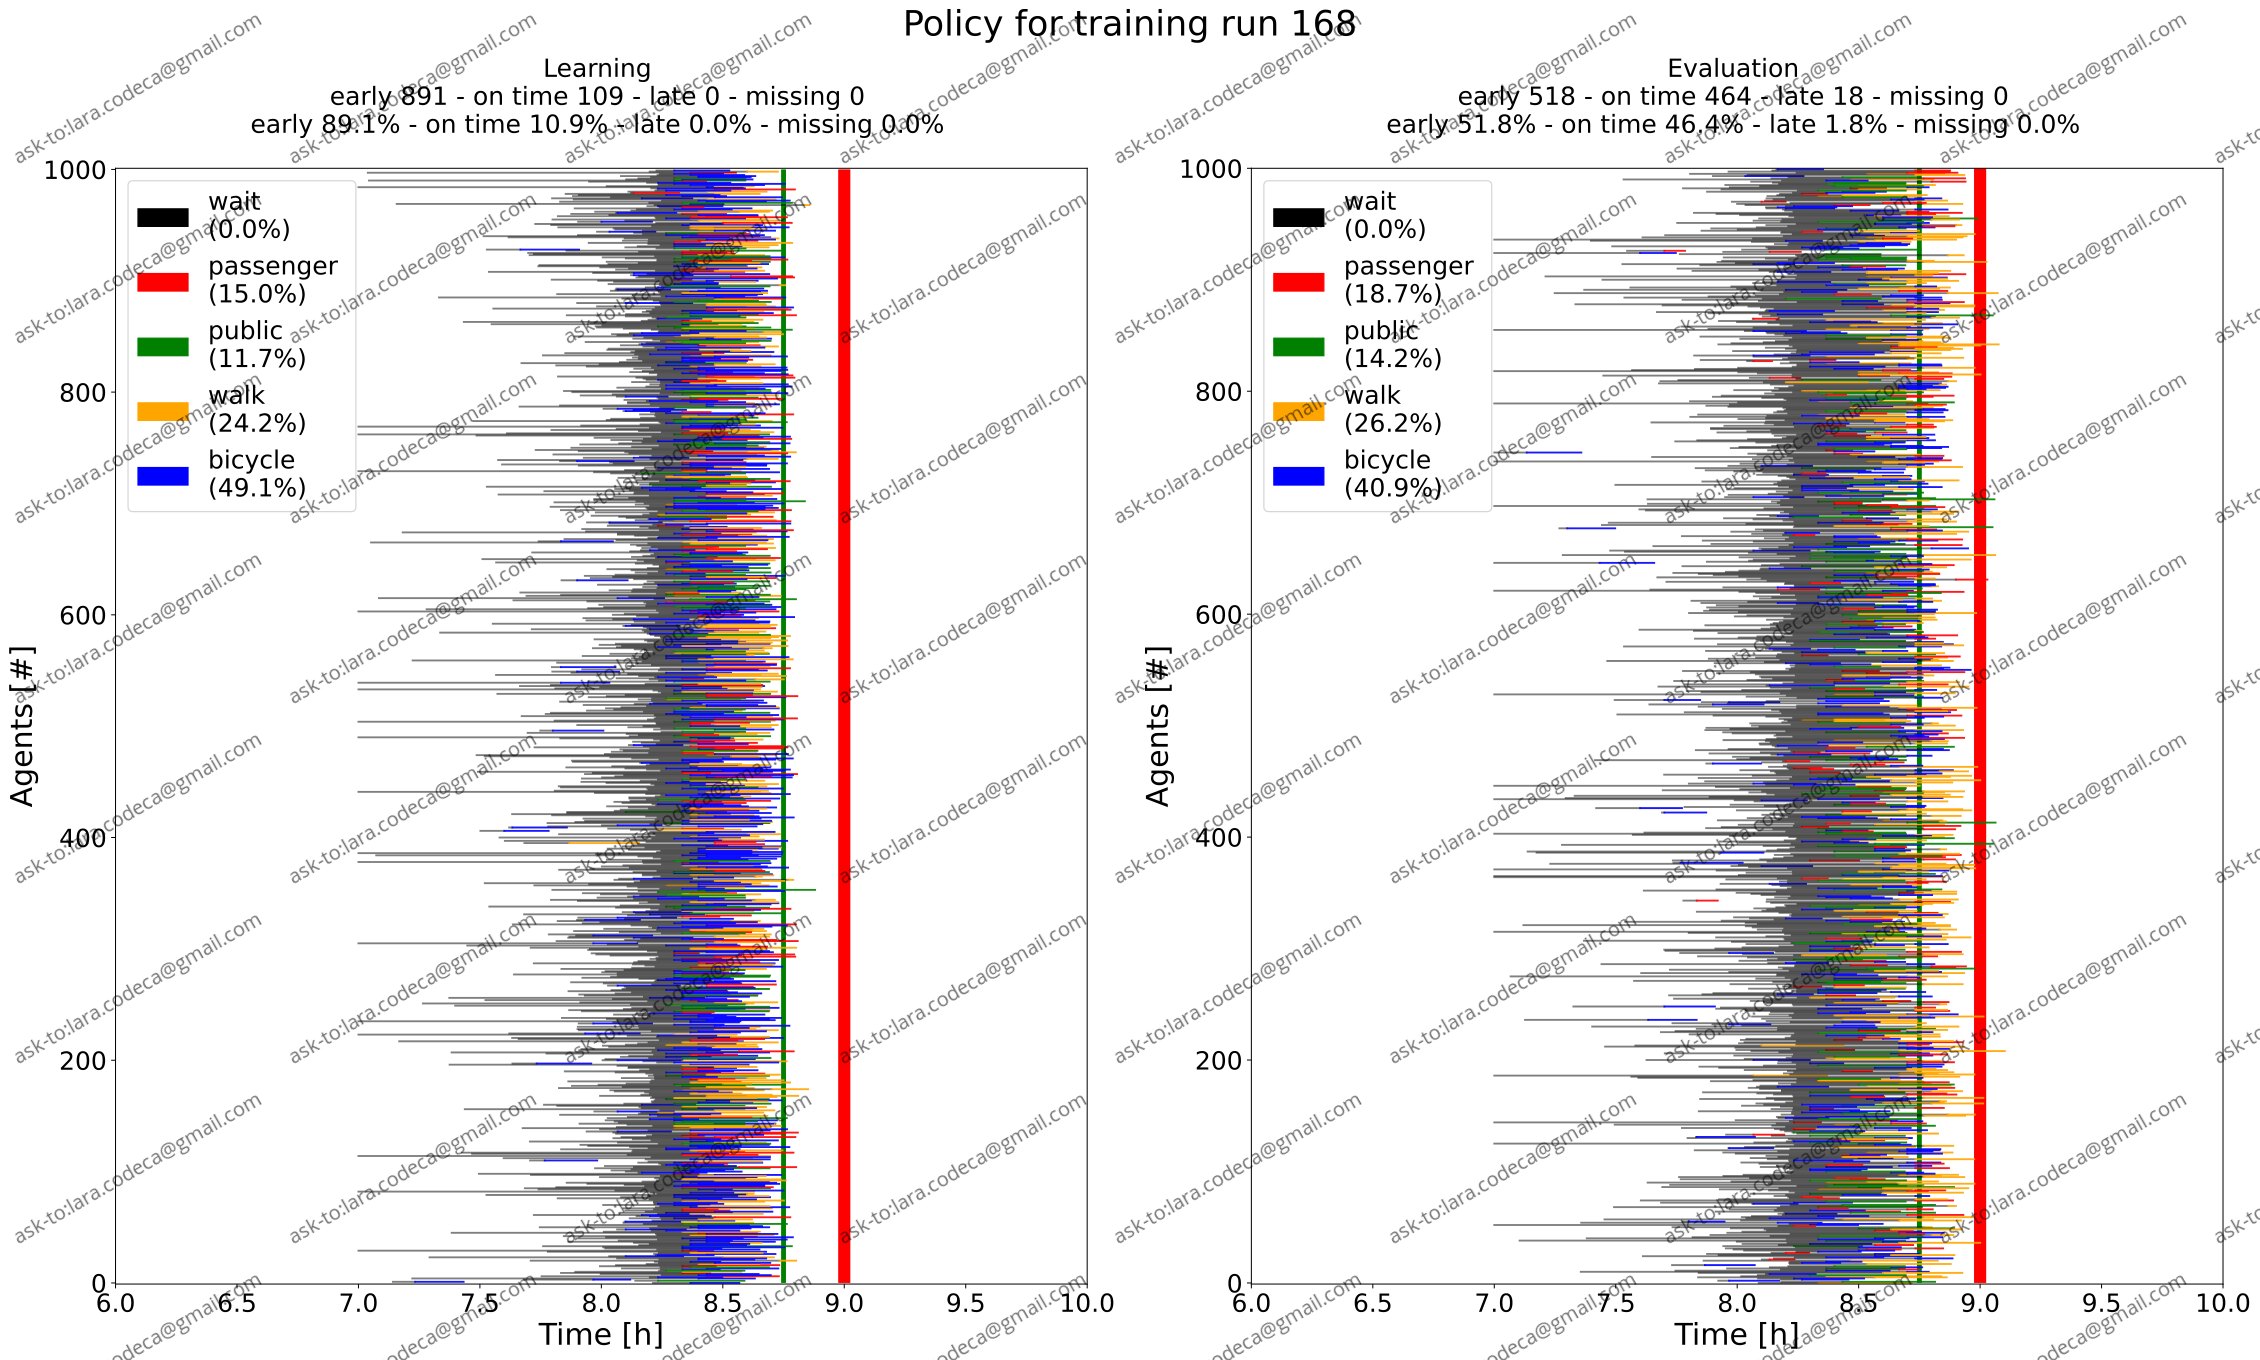 Policy for training run 168
Learning
early 891 - on time 109 - late 0 - missing 0
early 89.1% - on time 10.9% - late 0.0% - missing 0.0%
wait
(0.0%)
passenger
(15.0%)
public
(11.7%)
walk
(24.2%)
bicycle
(49.1%)
Agents [#]
1000
800
600
400
200
0
6.0 6.5 7.0 7.5 8.0 8.5 9.0 9.5 10.0
Time [h]
Evaluation
early 518 - on time 464 - late 18 - missing 0
early 51.8% - on time 46.4% - late 1.8% - missing 0.0%
wait
(0.0%)
passenger
(18.7%)
public
(14.2%)
walk
(26.2%)
bicycle
(40.9%)
Agents [#]
1000
800
600
400
200
0
6.0 6.5 7.0 7.5 8.0 8.5 9.0 9.5 10.0
Time [h]
ask-to:lara.codeca@gmail.com